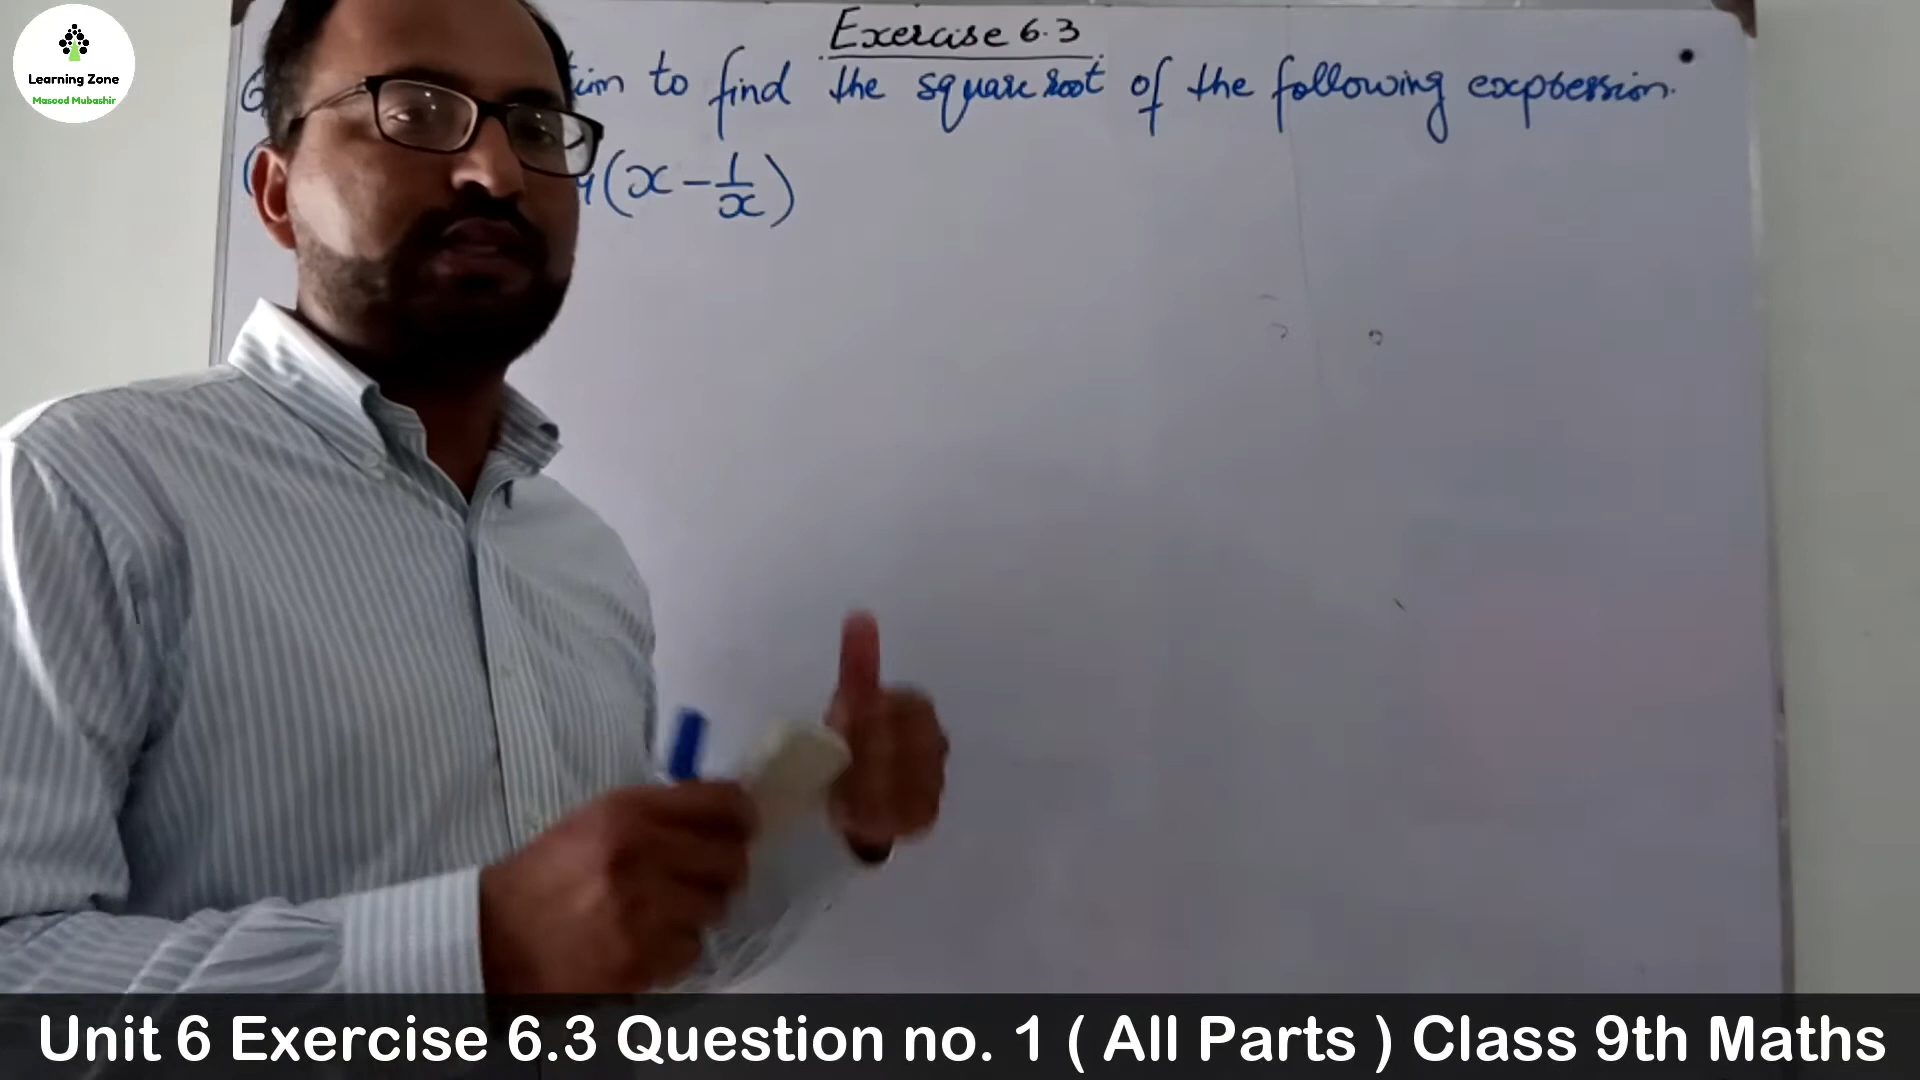 Learning Zone
Masood Mubashir
Exercise 6.3
to find the square root of the following expression.
4(x - 1/x)
Unit 6 Exercise 6.3 Question no. 1 ( All Parts ) Class 9th Maths